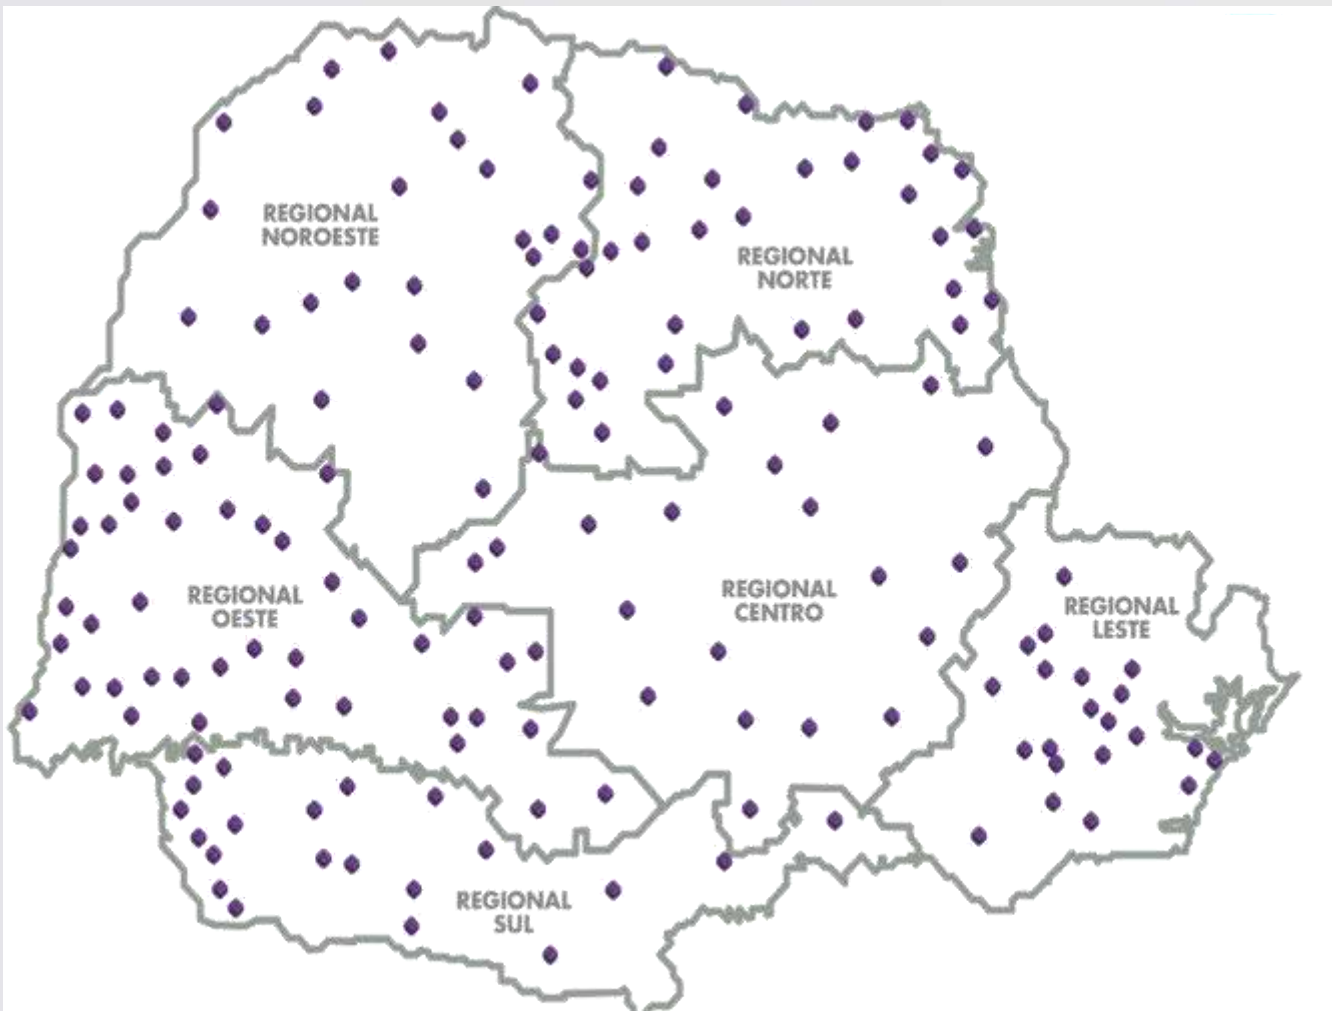 REGIONAL
NOROESTE
REGIONAL
NORTE
REGIONAL
OESTE
REGIONAL
CENTRO
REGIONAL
LESTE
REGIONAL
SUL